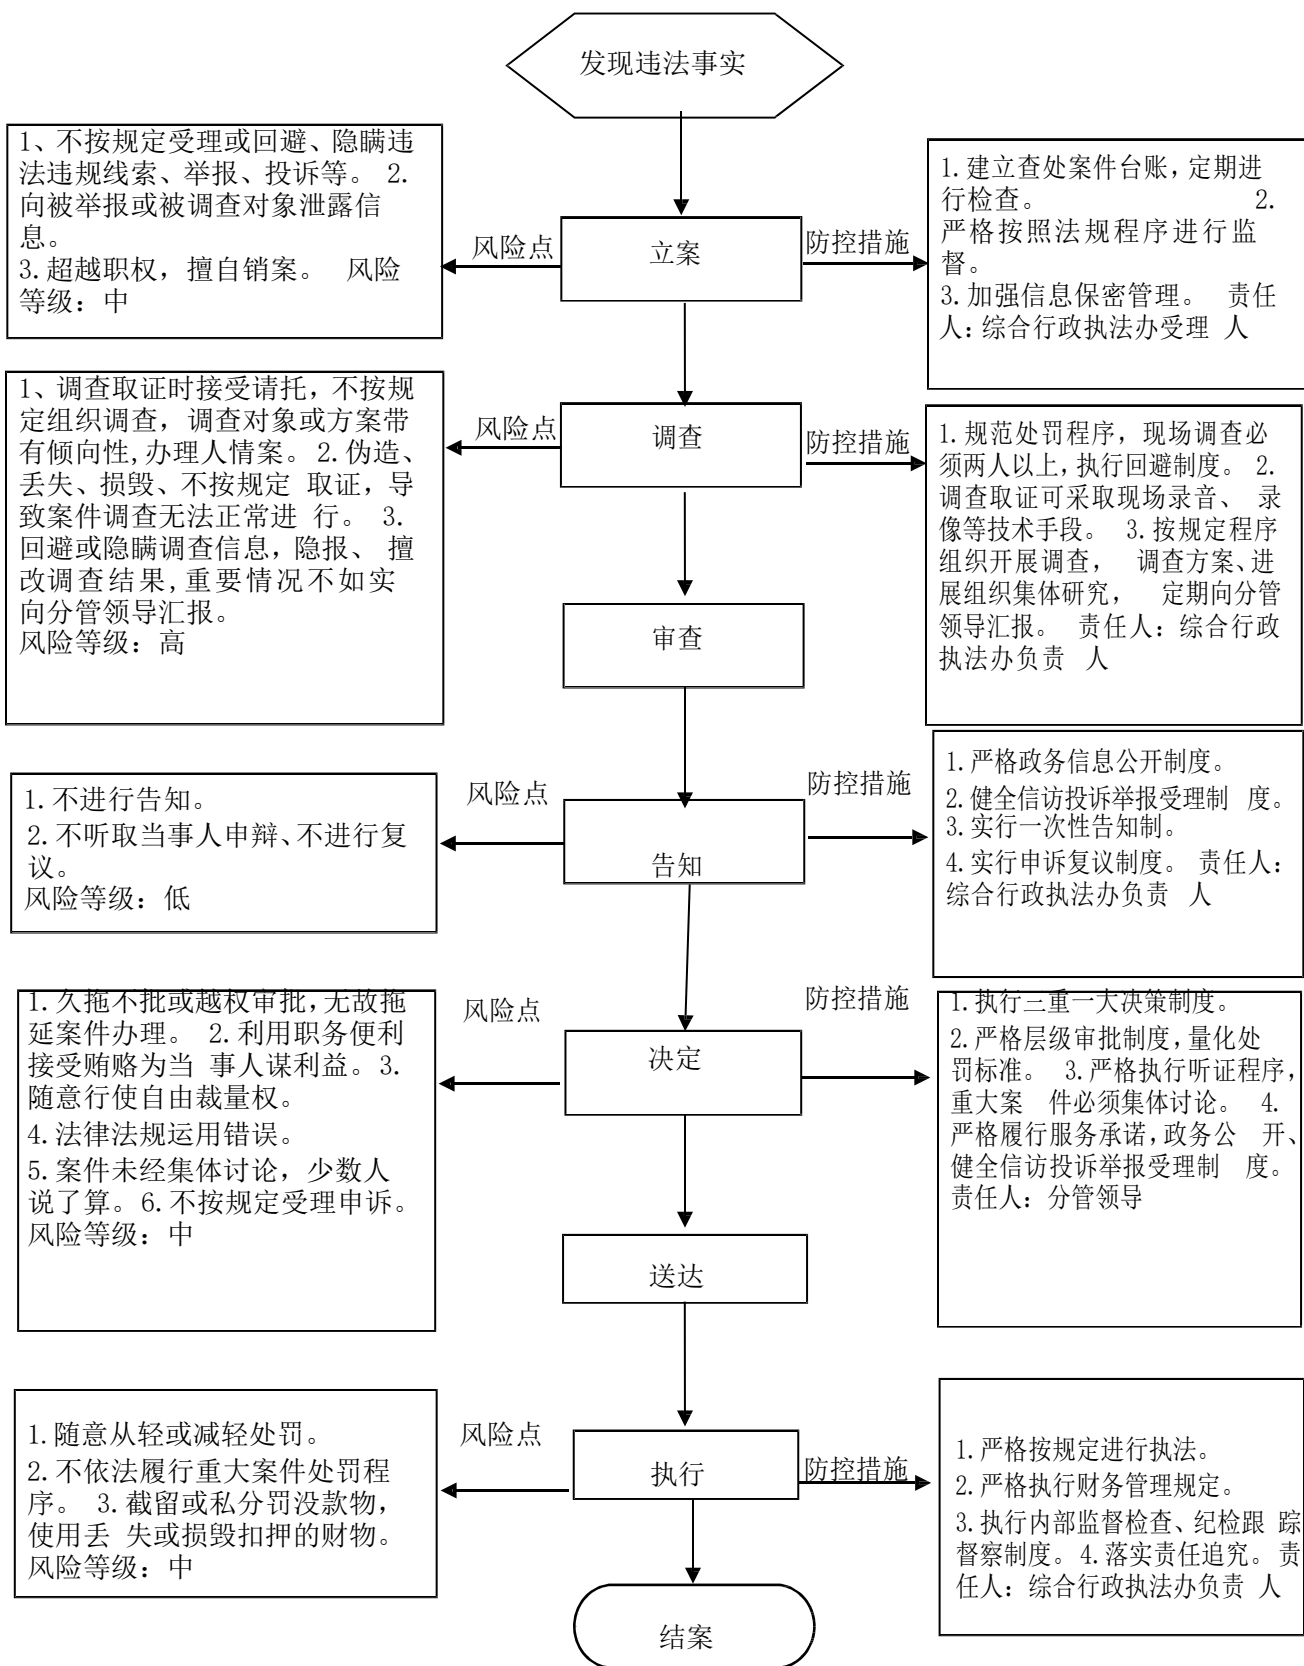 发现违法事实
1、不按规定受理或回避、隐瞒违
法违规线索、举报、投诉等。 2.
向被举报或被调查对象泄露信
息。
3.超越职权，擅自销案。 风险
等级：中
风险点
立案
防控措施
1.建立查处案件台账，定期进
行检查。 2.
严格按照法规程序进行监
督。
3.加强信息保密管理。 责任
人：综合行政执法办受理 人
1、调查取证时接受请托，不按规
定组织调查，调查对象或方案带
有倾向性,办理人情案。 2.伪造、
丢失、损毁、不按规定 取证，导
致案件调查无法正常进 行。 3.
回避或隐瞒调查信息，隐报、 擅
改调查结果,重要情况不如实
向分管领导汇报。
风险等级：高
风险点
调查
防控措施
1.规范处罚程序，现场调查必
须两人以上,执行回避制度。 2.
调查取证可采取现场录音、 录
像等技术手段。 3.按规定程序
组织开展调查， 调查方案、进
展组织集体研究， 定期向分管
领导汇报。 责任人：综合行政
执法办负责 人
审查
1.不进行告知。
2.不听取当事人申辩、不进行复
议。
风险等级：低
风险点
告知
防控措施
1.严格政务信息公开制度。
2.健全信访投诉举报受理制 度。
3.实行一次性告知制。
4.实行申诉复议制度。 责任人：
综合行政执法办负责 人
1.久拖不批或越权审批,无故拖
延案件办理。 2.利用职务便利
接受贿赂为当 事人谋利益。3.
随意行使自由裁量权。
4.法律法规运用错误。
5.案件未经集体讨论，少数人
说了算。6.不按规定受理申诉。
风险等级：中
风险点
决定
防控措施
1.执行三重一大决策制度。
2.严格层级审批制度,量化处
罚标准。 3.严格执行听证程序，
重大案 件必须集体讨论。 4.
严格履行服务承诺,政务公 开、
健全信访投诉举报受理制 度。
责任人：分管领导
送达
1.随意从轻或减轻处罚。
2.不依法履行重大案件处罚程
序。 3.截留或私分罚没款物，
使用丢 失或损毁扣押的财物。
风险等级：中
风险点
执行
防控措施
1.严格按规定进行执法。
2.严格执行财务管理规定。
3.执行内部监督检查、纪检跟 踪
督察制度。4.落实责任追究。 责
任人：综合行政执法办负责 人
结案